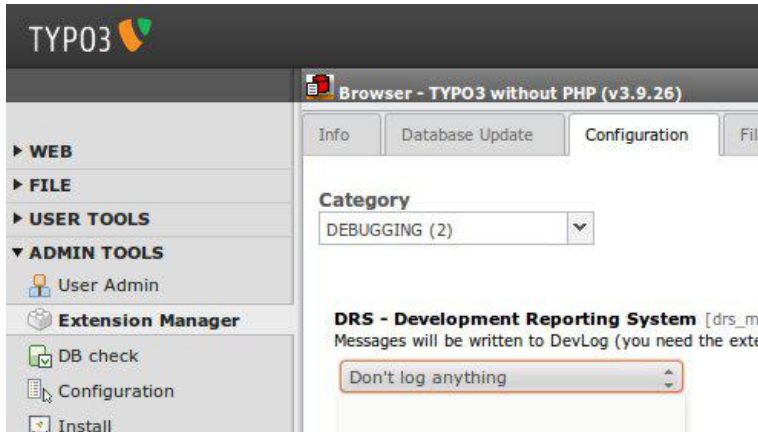 TYPO3
Browser - TYPO3 without PHP (v3.9.26)
Info
Database Update
Configuration
WEB
FILE
USER TOOLS
ADMIN TOOLS
User Admin
Extension Manager
DB check
Configuration
Install
Category
DEBUGGING (2)
DRS - Development Reporting System [drs_m
Messages will be written to DevLog (you need the exte
Don't log anything